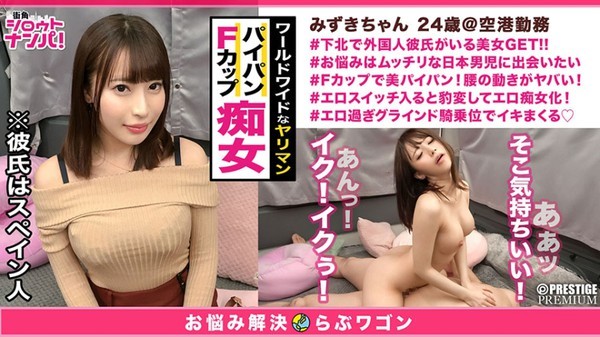 街角
シロウト
ナンパ!
※彼氏はスペイン人
ワールドワイドなヤリマン
パイパン
Fカップ
痴女
みずきちゃん 24歳@空港勤務
#下北で外国人彼氏がいる美女GET!!
#お悩みはムッチリな日本男児に出会いたい
#Fカップで美パイパン!腰の動きがヤバい!
#エロスイッチ入ると豹変してエロ痴女化!
#エロ過ぎグラインド騎乗位でイキまくる♡
あんっ!
イク!イクぅ!
あぁッ
そこ気持ちいい!
PRESTIGE
PREMIUM
お悩み解決らぶワゴン